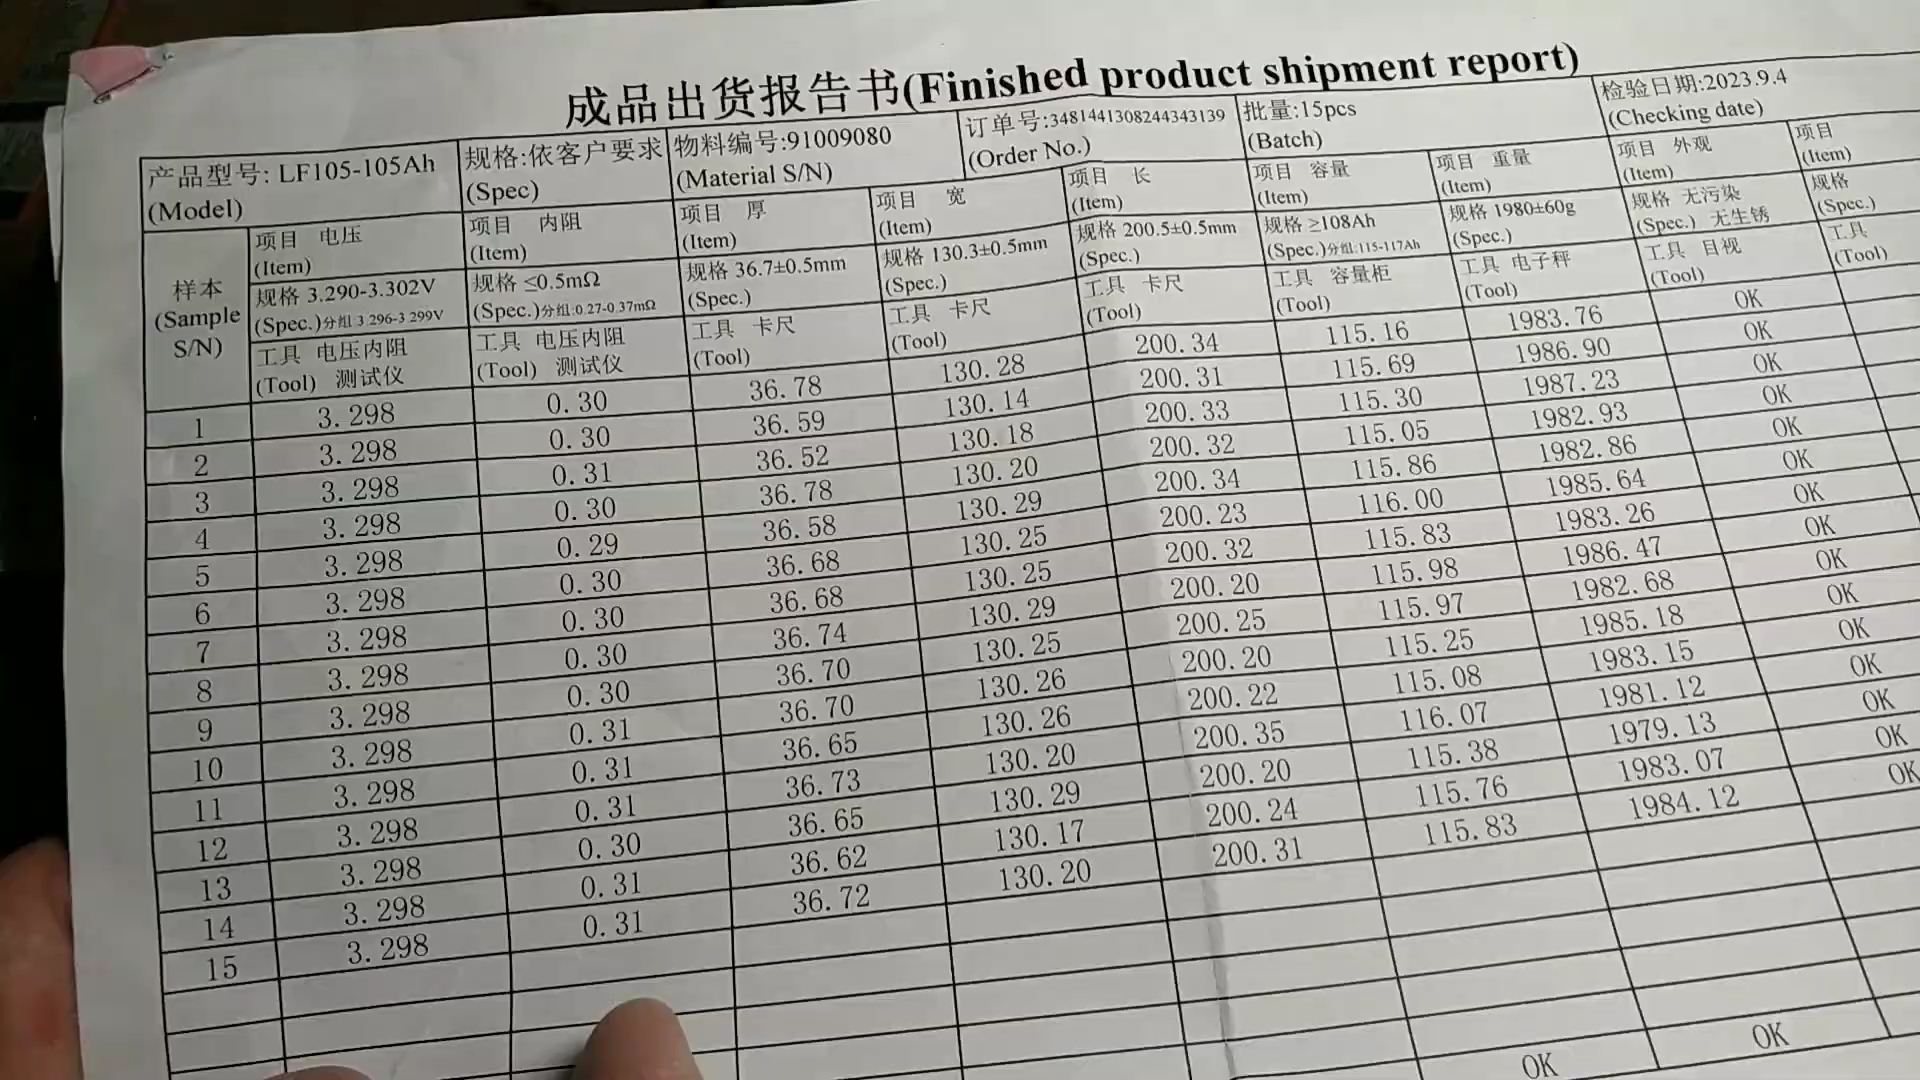 成品出货报告书(Finished product shipment report)
产品型号: LF105-105Ah 规格:依客户要求 物料编号:91009080 订单号:3481441308244343139 批量:15pcs 检验日期:2023.9.4
(Model) (Spec) (Material S/N) (Order No.) (Batch) (Checking date)
样本 项目 电压 项目 内阻 项目 厚 项目 宽 项目 长 项目 容量 项目 重量 项目 外观 项目
(Sample S/N) (Item) (Item) (Item) (Item) (Item) (Item) (Item) (Item) (Item)
规格 3.290-3.302V 规格 ≤0.5mΩ 规格 36.7±0.5mm 规格 130.3±0.5mm 规格 200.5±0.5mm 规格 ≥108Ah 规格 1980±60g 规格 无污染 规格
(Spec.)分组:3.296-3.299V (Spec.)分组:0.27-0.37mΩ (Spec.) (Spec.) (Spec.) (Spec.)分组:115-117Ah (Spec.) (Spec.) 无生锈 (Spec.)
工具 电压内阻 工具 电压内阻 工具 卡尺 工具 卡尺 工具 卡尺 工具 容量柜 工具 电子秤 工具 目视 工具
(Tool) 测试仪 (Tool) 测试仪 (Tool) (Tool) (Tool) (Tool) (Tool) (Tool) (Tool)
1 3.298 0.30 36.78 130.28 200.34 115.16 1983.76 OK
2 3.298 0.30 36.59 130.14 200.31 115.69 1986.90 OK
3 3.298 0.31 36.52 130.18 200.33 115.30 1987.23 OK
4 3.298 0.30 36.78 130.20 200.32 115.05 1982.93 OK
5 3.298 0.29 36.58 130.29 200.34 115.86 1982.86 OK
6 3.298 0.30 36.68 130.25 200.23 116.00 1985.64 OK
7 3.298 0.30 36.68 130.25 200.32 115.83 1983.26 OK
8 3.298 0.30 36.74 130.29 200.20 115.98 1986.47 OK
9 3.298 0.30 36.70 130.25 200.25 115.97 1982.68 OK
10 3.298 0.31 36.70 130.26 200.20 115.25 1985.18 OK
11 3.298 0.31 36.65 130.26 200.22 115.08 1983.15 OK
12 3.298 0.31 36.73 130.20 200.35 116.07 1981.12 OK
13 3.298 0.30 36.65 130.29 200.20 115.38 1979.13 OK
14 3.298 0.31 36.62 130.17 200.24 115.76 1983.07 OK
15 3.298 0.31 36.72 130.20 200.31 115.83 1984.12 OK
OK OK